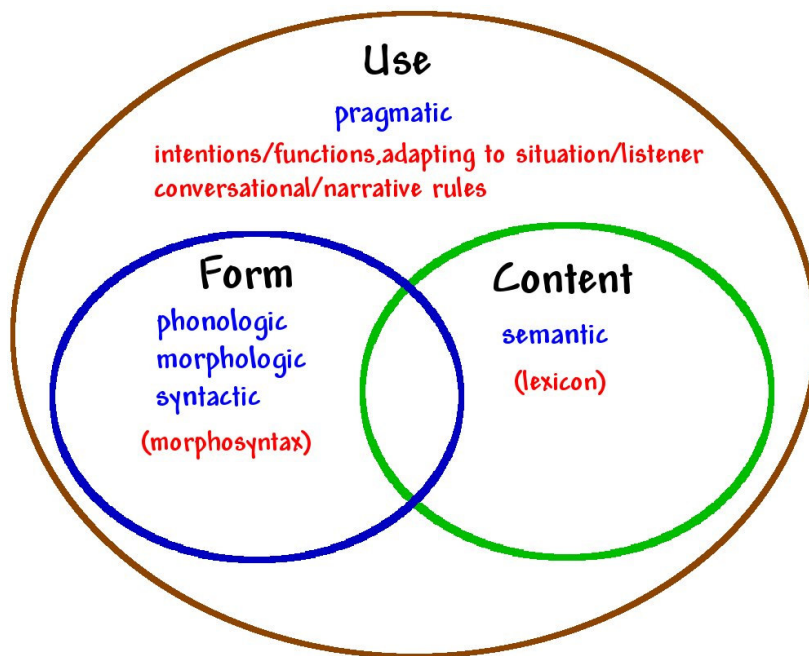 Use
pragmatic
intentions/functions,adapting to situation/listener
conversational/narrative rules
Form
phonologic
morphologic
syntactic
(morphosyntax)
Content
semantic
(lexicon)